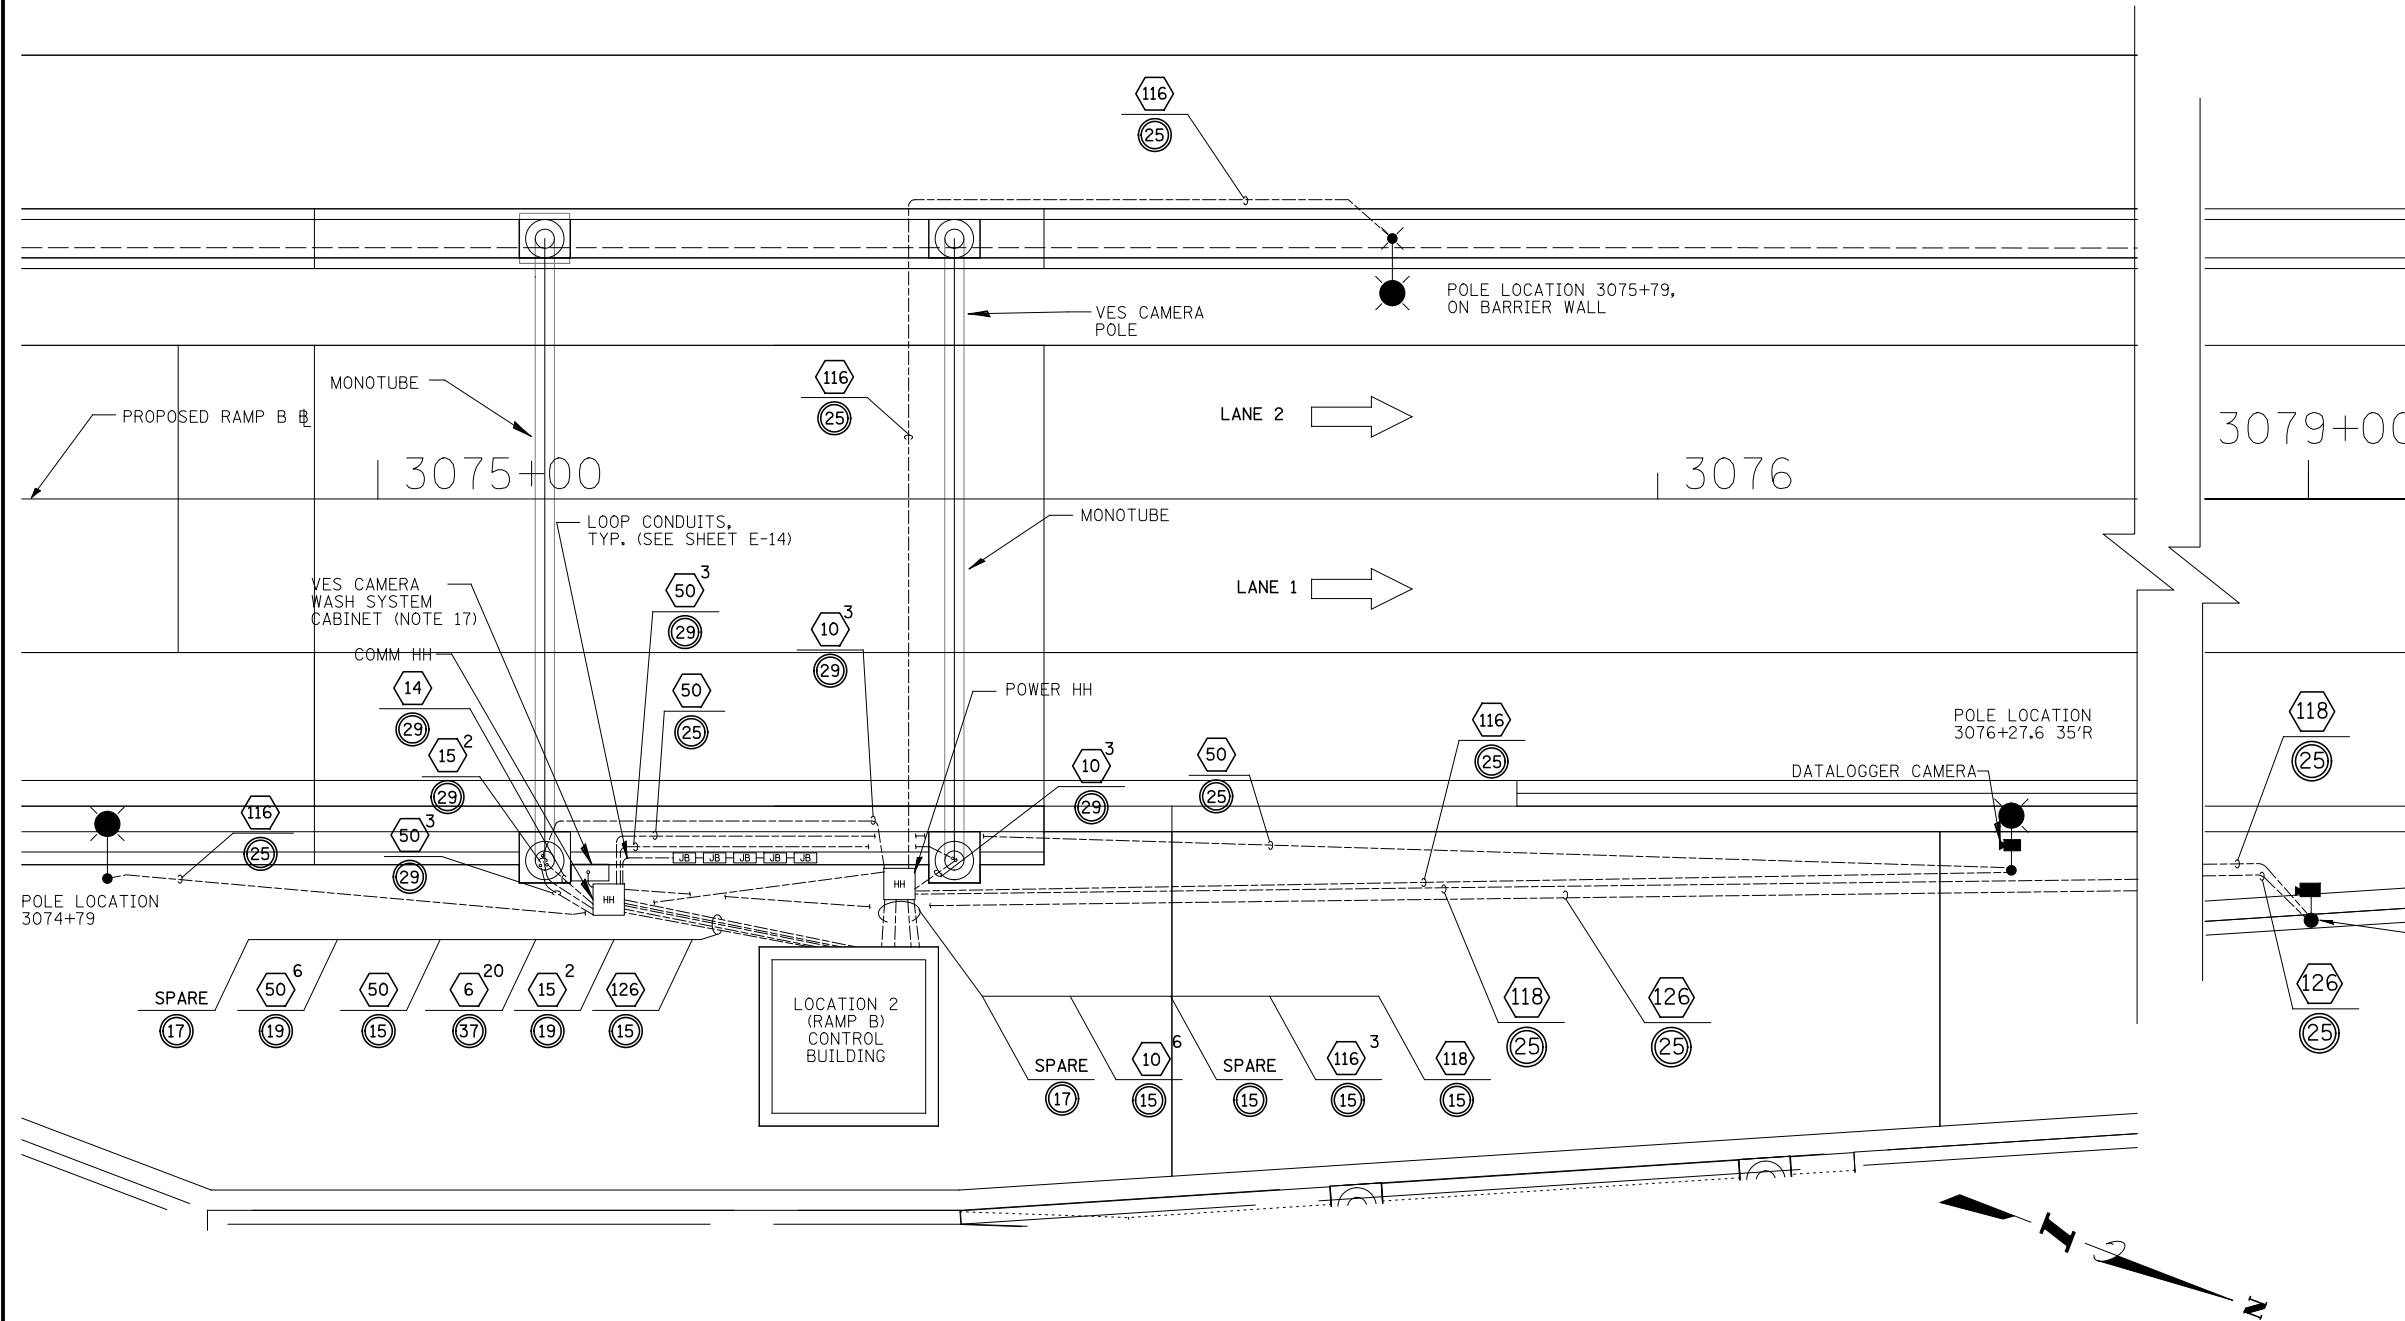 116
25
POLE LOCATION 3075+79,
ON BARRIER WALL
VES CAMERA
POLE
MONOTUBE
116
25
PROPOSED RAMP B ℄
LANE 2
3075+00
3076
3079+00
LOOP CONDUITS,
TYP. (SEE SHEET E-14)
MONOTUBE
VES CAMERA
WASH SYSTEM
CABINET (NOTE 17)
50 3
29
10 3
29
LANE 1
COMM HH
14
29
50
25
POWER HH
15 2
29
10 3
29
50
25
116
25
POLE LOCATION
3076+27.6 35'R
DATALOGGER CAMERA
118
25
116
25
50 3
29
JB JB JB JB JB
HH
HH
POLE LOCATION
3074+79
SPARE
17
50 6
19
50
15
6 20
37
15 2
19
126
15
LOCATION 2
(RAMP B)
CONTROL
BUILDING
SPARE
17
10 6
15
SPARE
15
116 3
15
118
15
118
25
126
25
126
25
N